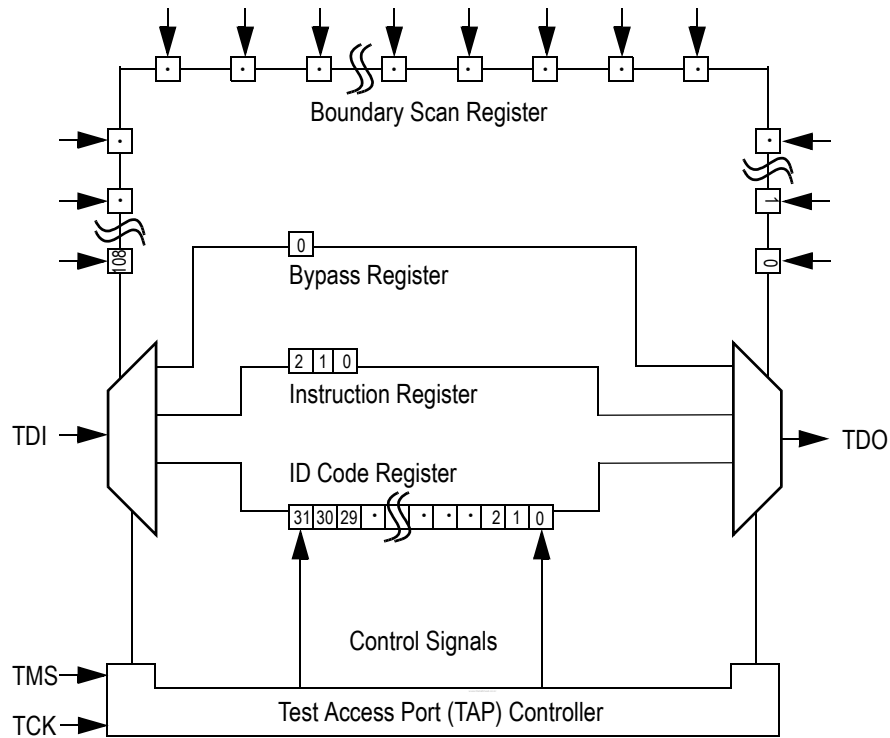 · · · · · · · ·
Boundary Scan Register
· ·
· 1
108 0
0
Bypass Register
2 1 0
Instruction Register
TDI
TDO
ID Code Register
31 30 29 · · · · 2 1 0
Control Signals
TMS
Test Access Port (TAP) Controller
TCK